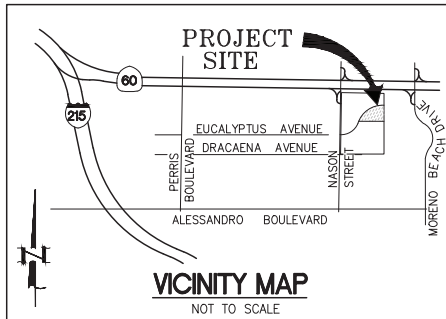 PROJECT
SITE
60
215
EUCALYPTUS AVENUE
DRACAENA AVENUE
PERRIS
BOULEVARD
NASON
STREET
MORENO BEACH DRIVE
ALESSANDRO BOULEVARD
N
VICINITY MAP
NOT TO SCALE